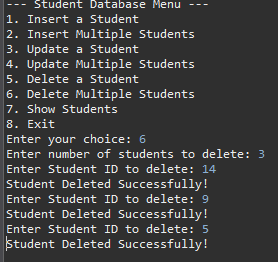 --- Student Database Menu ---
1. Insert a Student
2. Insert Multiple Students
3. Update a Student
4. Update Multiple Students
5. Delete a Student
6. Delete Multiple Students
7. Show Students
8. Exit
Enter your choice: 6
Enter number of students to delete: 3
Enter Student ID to delete: 14
Student Deleted Successfully!
Enter Student ID to delete: 9
Student Deleted Successfully!
Enter Student ID to delete: 5
Student Deleted Successfully!